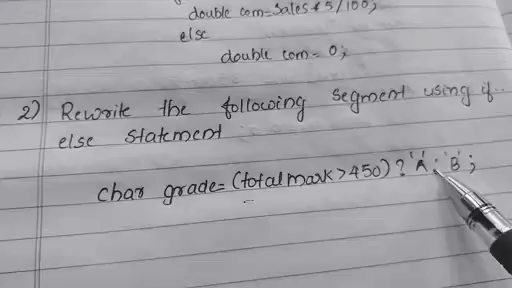 double com=sales*5/100;
else
double com=0;
2) Rewrite the following segment using if..
else statement
char grade=(totalmark>450)?'A':'B';